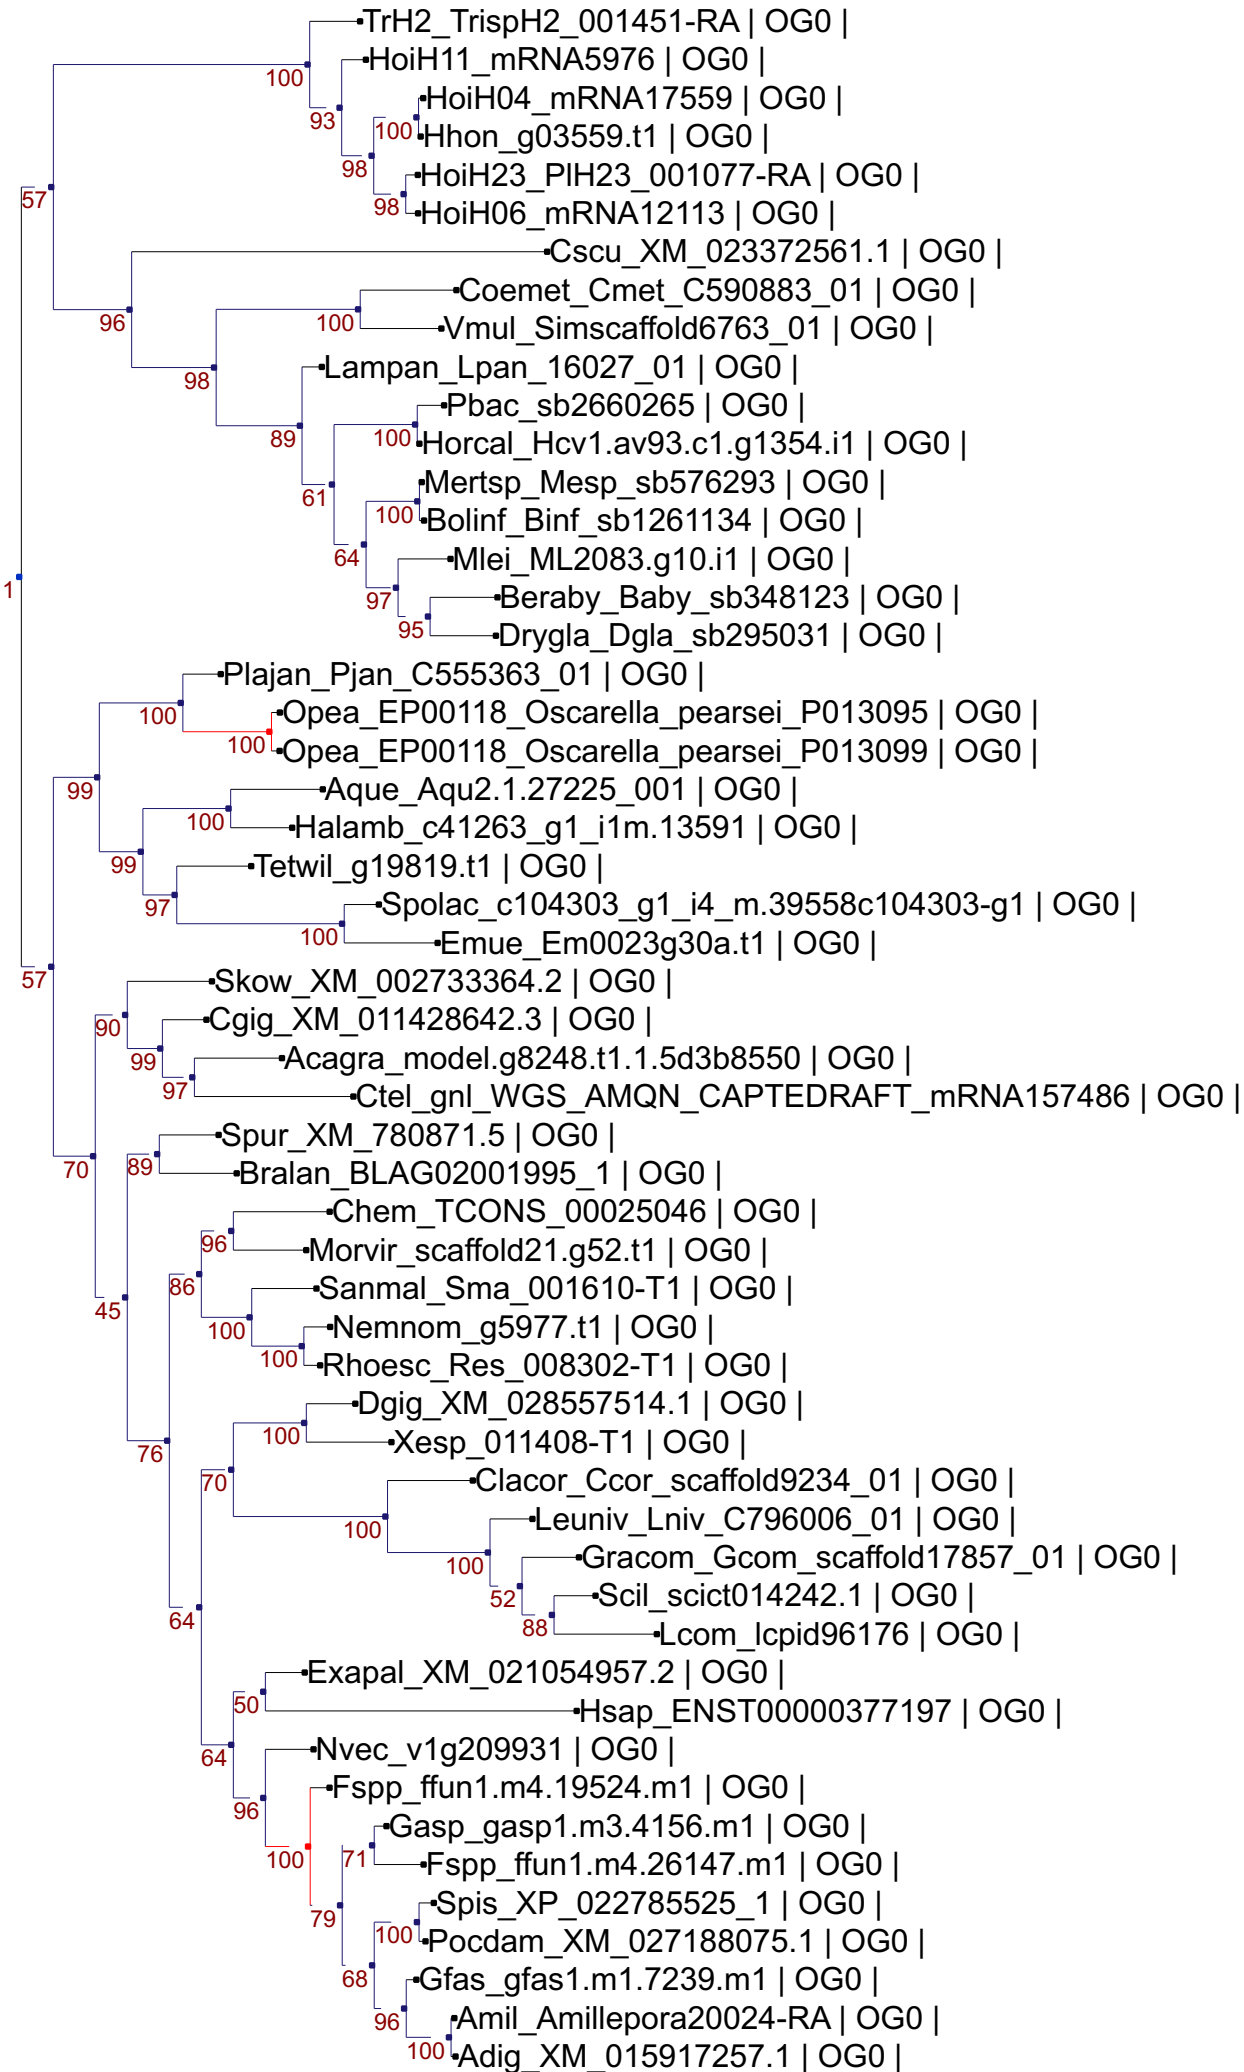 TrH2_TrispH2_001451-RA | OG0 |
HoiH11_mRNA5976 | OG0 |
100
HoiH04_mRNA17559 | OG0 |
93
100
Hhon_g03559.t1 | OG0 |
98
HoiH23_PlH23_001077-RA | OG0 |
57
98
HoiH06_mRNA12113 | OG0 |
Cscu_XM_023372561.1 | OG0 |
Coemet_Cmet_C590883_01 | OG0 |
96
100
Vmul_Simscaffold6763_01 | OG0 |
Lampan_Lpan_16027_01 | OG0 |
98
Pbac_sb2660265 | OG0 |
89
100
Horcal_Hcv1.av93.c1.g1354.i1 | OG0 |
Mertsp_Mesp_sb576293 | OG0 |
61
100
Bolinf_Binf_sb1261134 | OG0 |
64
Mlei_ML2083.g10.i1 | OG0 |
1
97
Beraby_Baby_sb348123 | OG0 |
95
Drygla_Dgla_sb295031 | OG0 |
Plajan_Pjan_C555363_01 | OG0 |
100
Opea_EP00118_Oscarella_pearsei_P013095 | OG0 |
100
Opea_EP00118_Oscarella_pearsei_P013099 | OG0 |
99
Aque_Aqu2.1.27225_001 | OG0 |
100
Halamb_c41263_g1_i1m.13591 | OG0 |
99
Tetwil_g19819.t1 | OG0 |
97
Spolac_c104303_g1_i4_m.39558c104303-g1 | OG0 |
100
Emue_Em0023g30a.t1 | OG0 |
57
Skow_XM_002733364.2 | OG0 |
90
Cgig_XM_011428642.3 | OG0 |
99
Acagra_model.g8248.t1.1.5d3b8550 | OG0 |
97
Ctel_gnl_WGS_AMQN_CAPTEDRAFT_mRNA157486 | OG0 |
Spur_XM_780871.5 | OG0 |
70
89
Bralan_BLAG02001995_1 | OG0 |
Chem_TCONS_00025046 | OG0 |
96
Morvir_scaffold21.g52.t1 | OG0 |
86
Sanmal_Sma_001610-T1 | OG0 |
45
100
Nemnom_g5977.t1 | OG0 |
100
Rhoesc_Res_008302-T1 | OG0 |
Dgig_XM_028557514.1 | OG0 |
100
Xesp_011408-T1 | OG0 |
76
70
Clacor_Ccor_scaffold9234_01 | OG0 |
100
Leuniv_Lniv_C796006_01 | OG0 |
100
Gracom_Gcom_scaffold17857_01 | OG0 |
52
Scil_scict014242.1 | OG0 |
64
88
Lcom_lcpid96176 | OG0 |
Exapal_XM_021054957.2 | OG0 |
50
Hsap_ENST00000377197 | OG0 |
64
Nvec_v1g209931 | OG0 |
Fspp_ffun1.m4.19524.m1 | OG0 |
96
Gasp_gasp1.m3.4156.m1 | OG0 |
100
71
Fspp_ffun1.m4.26147.m1 | OG0 |
79
Spis_XP_022785525_1 | OG0 |
100
Pocdam_XM_027188075.1 | OG0 |
68
Gfas_gfas1.m1.7239.m1 | OG0 |
96
Amil_Amillepora20024-RA | OG0 |
100
Adig_XM_015917257.1 | OG0 |